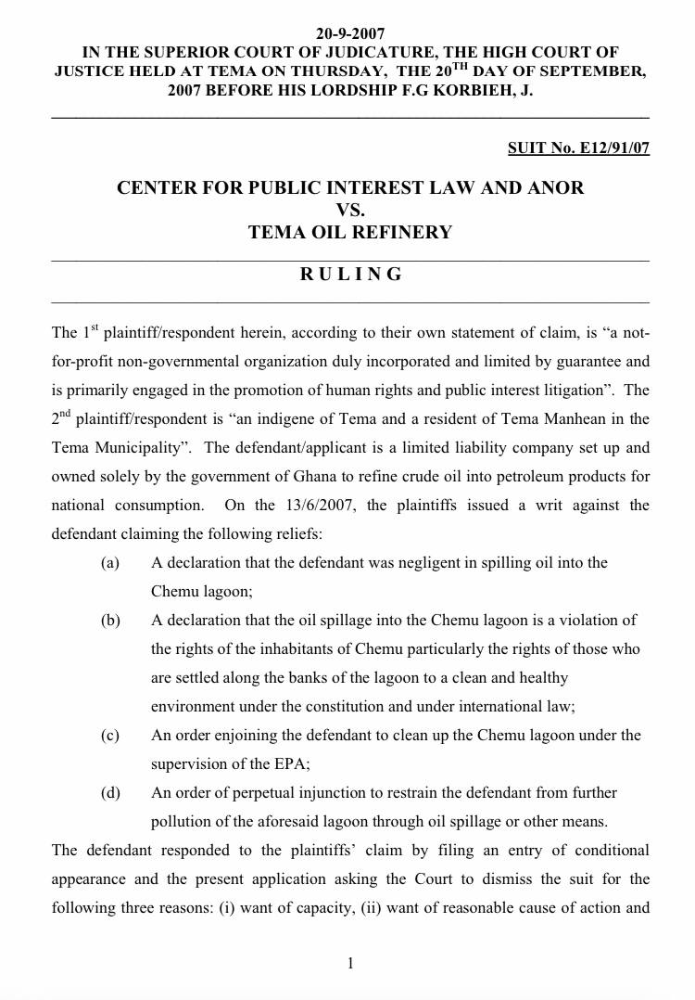 20-9-2007
IN THE SUPERIOR COURT OF JUDICATURE, THE HIGH COURT OF
JUSTICE HELD AT TEMA ON THURSDAY, THE 20TH DAY OF SEPTEMBER,
2007 BEFORE HIS LORDSHIP F.G KORBIEH, J.
SUIT No. E12/91/07
CENTER FOR PUBLIC INTEREST LAW AND ANOR
VS.
TEMA OIL REFINERY
R U L I N G
The 1st plaintiff/respondent herein, according to their own statement of claim, is “a not-
for-profit non-governmental organization duly incorporated and limited by guarantee and
is primarily engaged in the promotion of human rights and public interest litigation”. The
2nd plaintiff/respondent is “an indigene of Tema and a resident of Tema Manhean in the
Tema Municipality”. The defendant/applicant is a limited liability company set up and
owned solely by the government of Ghana to refine crude oil into petroleum products for
national consumption. On the 13/6/2007, the plaintiffs issued a writ against the
defendant claiming the following reliefs:
(a) A declaration that the defendant was negligent in spilling oil into the
Chemu lagoon;
(b) A declaration that the oil spillage into the Chemu lagoon is a violation of
the rights of the inhabitants of Chemu particularly the rights of those who
are settled along the banks of the lagoon to a clean and healthy
environment under the constitution and under international law;
(c) An order enjoining the defendant to clean up the Chemu lagoon under the
supervision of the EPA;
(d) An order of perpetual injunction to restrain the defendant from further
pollution of the aforesaid lagoon through oil spillage or other means.
The defendant responded to the plaintiffs’ claim by filing an entry of conditional
appearance and the present application asking the Court to dismiss the suit for the
following three reasons: (i) want of capacity, (ii) want of reasonable cause of action and
1